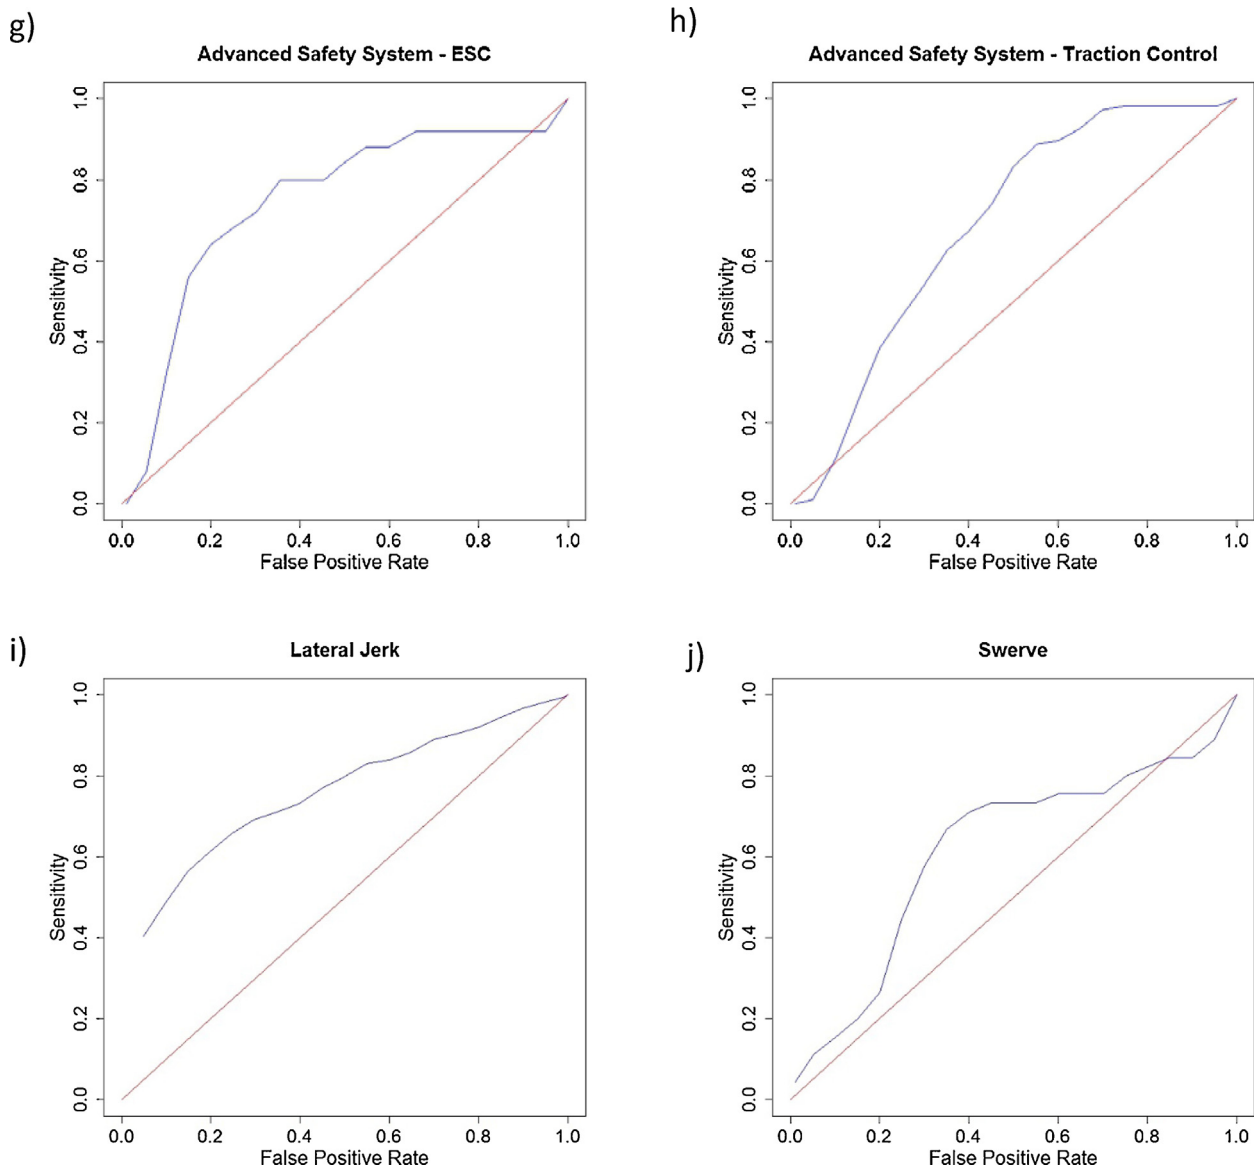 g)
Advanced Safety System - ESC
1.0
0.8
0.6
0.4
0.2
0.0
Sensitivity
0.0 0.2 0.4 0.6 0.8 1.0
False Positive Rate
h)
Advanced Safety System - Traction Control
1.0
0.8
0.6
0.4
0.2
0.0
Sensitivity
0.0 0.2 0.4 0.6 0.8 1.0
False Positive Rate
i)
Lateral Jerk
1.0
0.8
0.6
0.4
0.2
0.0
Sensitivity
0.0 0.2 0.4 0.6 0.8 1.0
False Positive Rate
j)
Swerve
1.0
0.8
0.6
0.4
0.2
0.0
Sensitivity
0.0 0.2 0.4 0.6 0.8 1.0
False Positive Rate